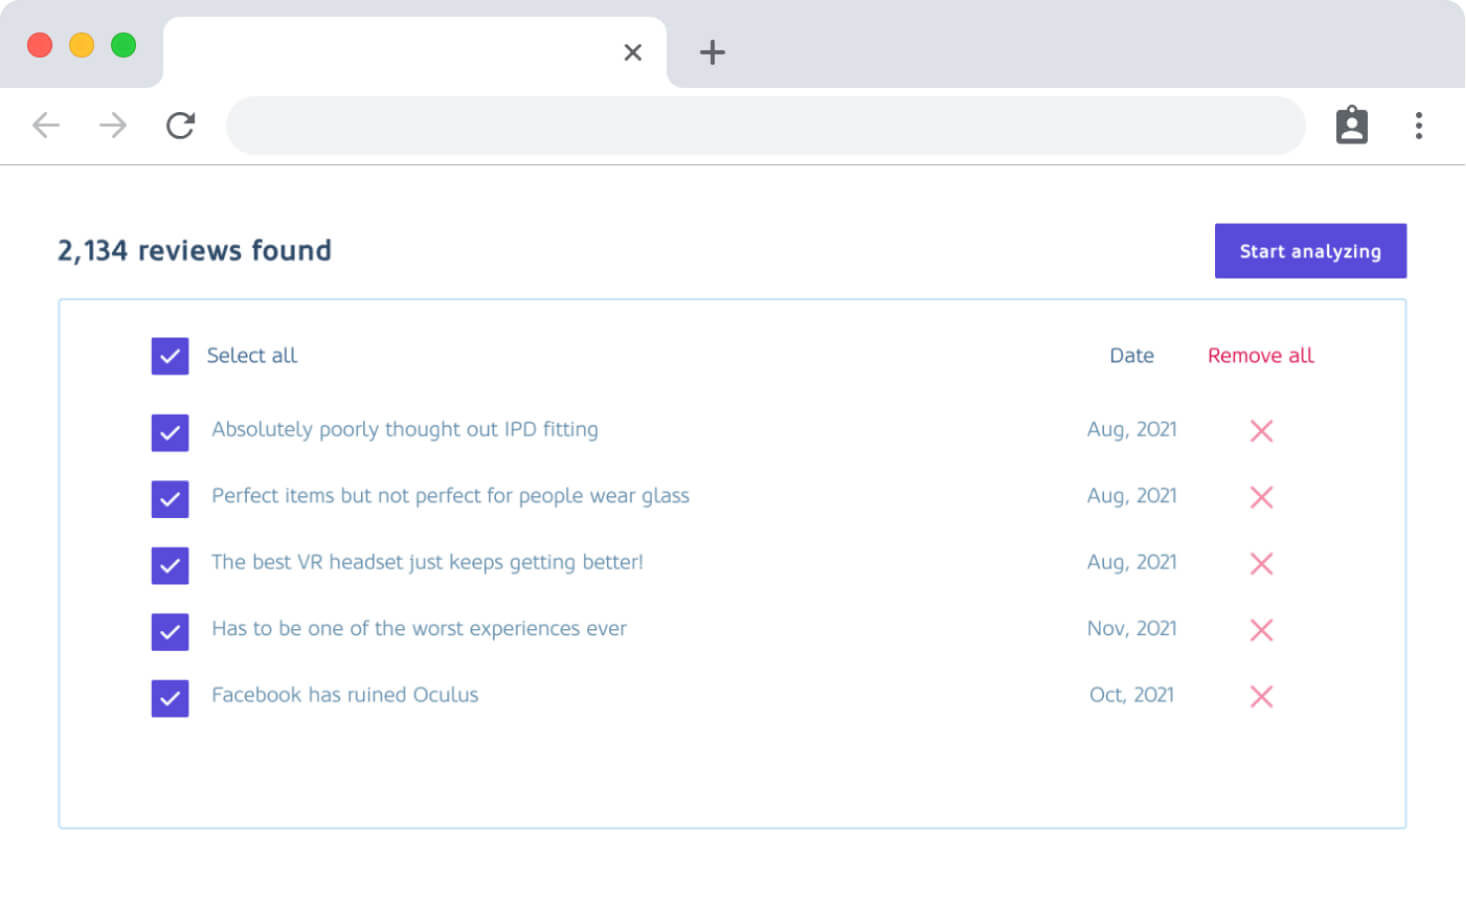 2,134 reviews found
Start analyzing
Select all
Date
Remove all
Absolutely poorly thought out IPD fitting
Aug, 2021
Perfect items but not perfect for people wear glass
Aug, 2021
The best VR headset just keeps getting better!
Aug, 2021
Has to be one of the worst experiences ever
Nov, 2021
Facebook has ruined Oculus
Oct, 2021